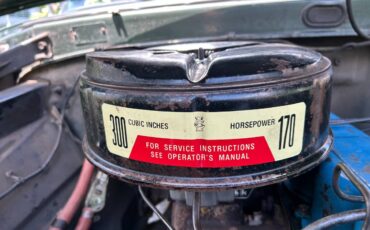 300 CUBIC INCHES HORSEPOWER 170
FOR SERVICE INSTRUCTIONS
SEE OPERATOR'S MANUAL